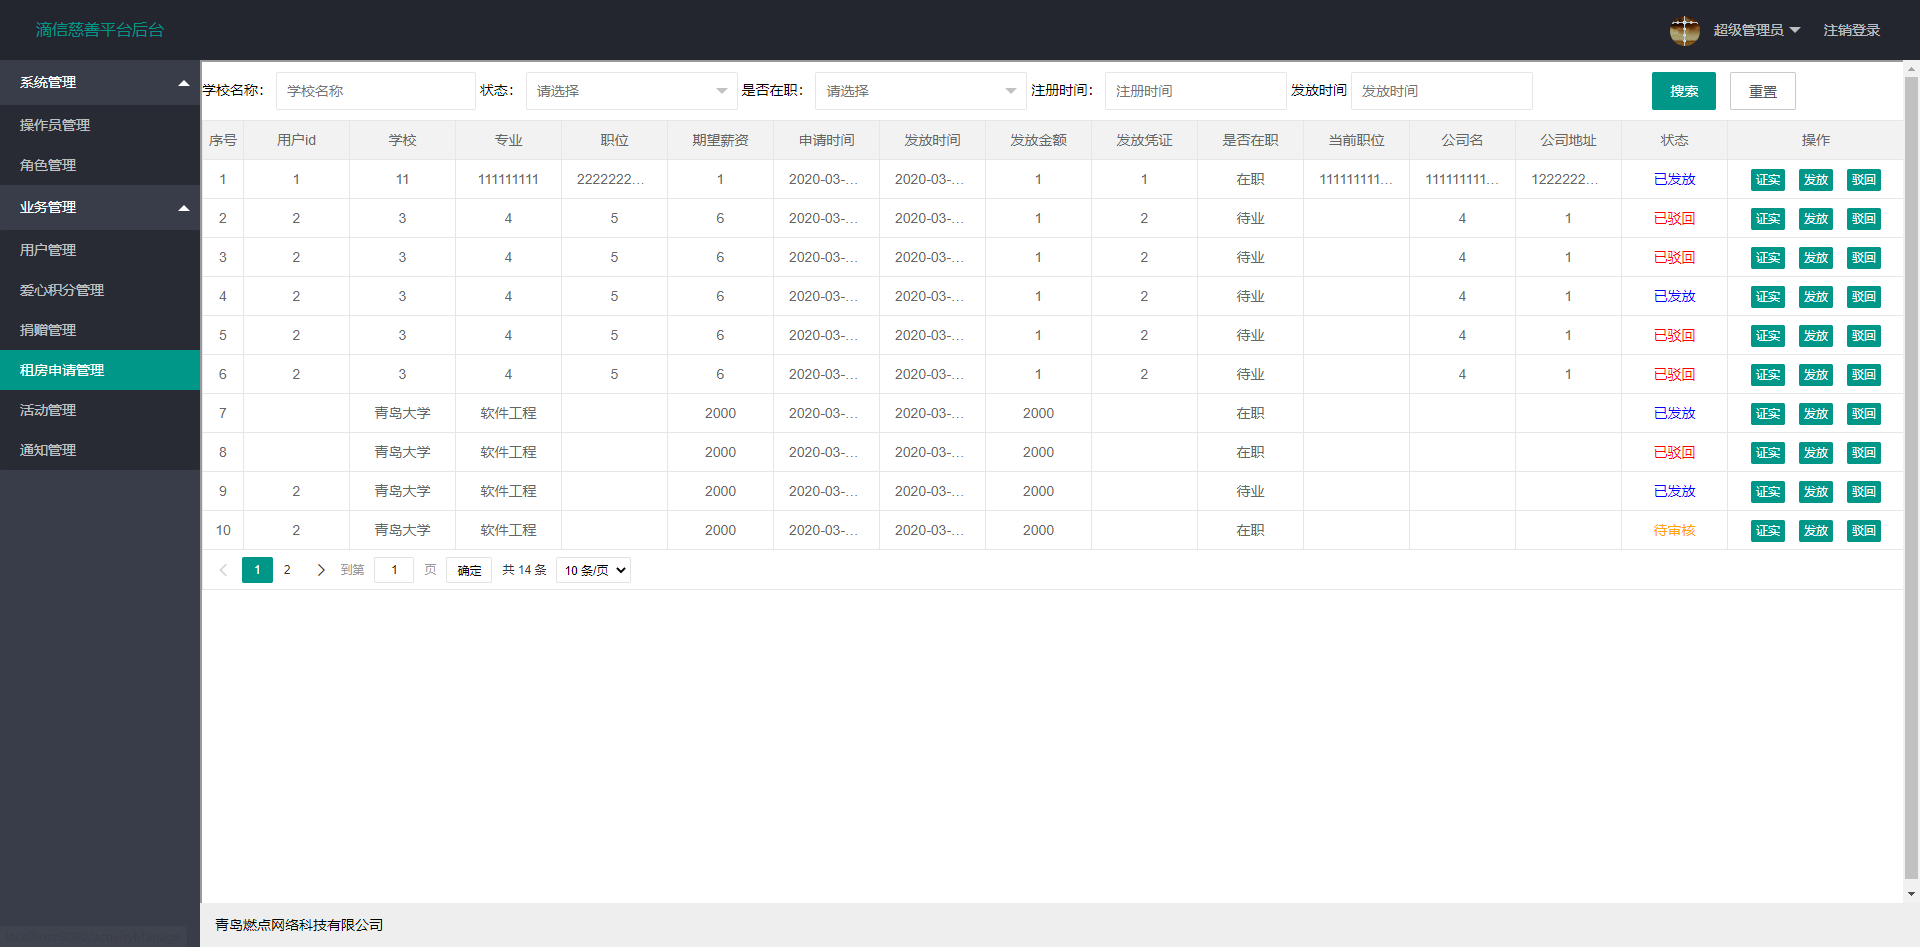 滴信慈善平台后台
超级管理员 注销登录
系统管理
操作员管理
角色管理
业务管理
用户管理
爱心积分管理
捐赠管理
租房申请管理
活动管理
通知管理
学校名称： 学校名称 状态： 请选择 是否在职： 请选择 注册时间： 注册时间 发放时间 发放时间 搜索 重置
序号 用户id 学校 专业 职位 期望薪资 申请时间 发放时间 发放金额 发放凭证 是否在职 当前职位 公司名 公司地址 状态 操作
1 1 11 111111111 2222222... 1 2020-03-... 2020-03-... 1 1 在职 111111111... 111111111... 1222222... 已发放 证实 发放 驳回
2 2 3 4 5 6 2020-03-... 2020-03-... 1 2 待业 4 1 已驳回 证实 发放 驳回
3 2 3 4 5 6 2020-03-... 2020-03-... 1 2 待业 4 1 已驳回 证实 发放 驳回
4 2 3 4 5 6 2020-03-... 2020-03-... 1 2 待业 4 1 已发放 证实 发放 驳回
5 2 3 4 5 6 2020-03-... 2020-03-... 1 2 待业 4 1 已驳回 证实 发放 驳回
6 2 3 4 5 6 2020-03-... 2020-03-... 1 2 待业 4 1 已驳回 证实 发放 驳回
7 青岛大学 软件工程 2000 2020-03-... 2020-03-... 2000 在职 已发放 证实 发放 驳回
8 青岛大学 软件工程 2000 2020-03-... 2020-03-... 2000 在职 已驳回 证实 发放 驳回
9 2 青岛大学 软件工程 2000 2020-03-... 2020-03-... 2000 待业 已发放 证实 发放 驳回
10 2 青岛大学 软件工程 2000 2020-03-... 2020-03-... 2000 在职 待审核 证实 发放 驳回
1 2 到第 1 页 确定 共 14 条 10 条/页
青岛燃点网络科技有限公司